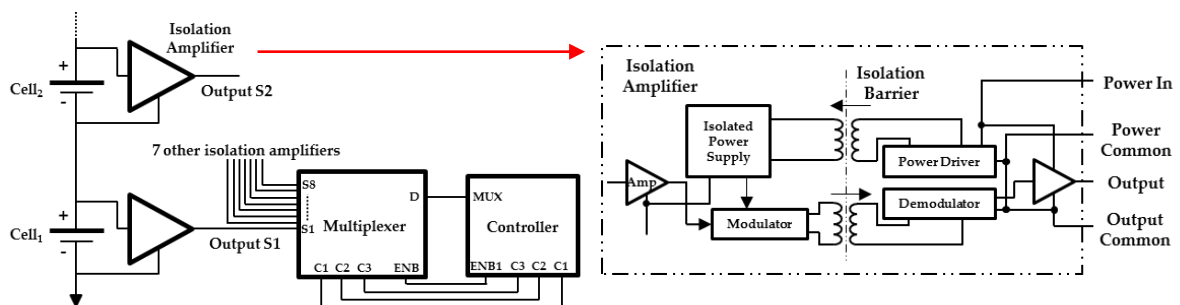 Isolation
Amplifier
+
Cell₂
-
Output S2
7 other isolation amplifiers
+
Cell₁
-
Output S1
S8
S1
D
Multiplexer
C1 C2 C3 ENB
MUX
Controller
ENB1 C3 C2 C1
Isolation
Amplifier
Isolation
Barrier
Isolated
Power
Supply
Amp
Modulator
Power Driver
Demodulator
Power In
Power
Common
Output
Output
Common